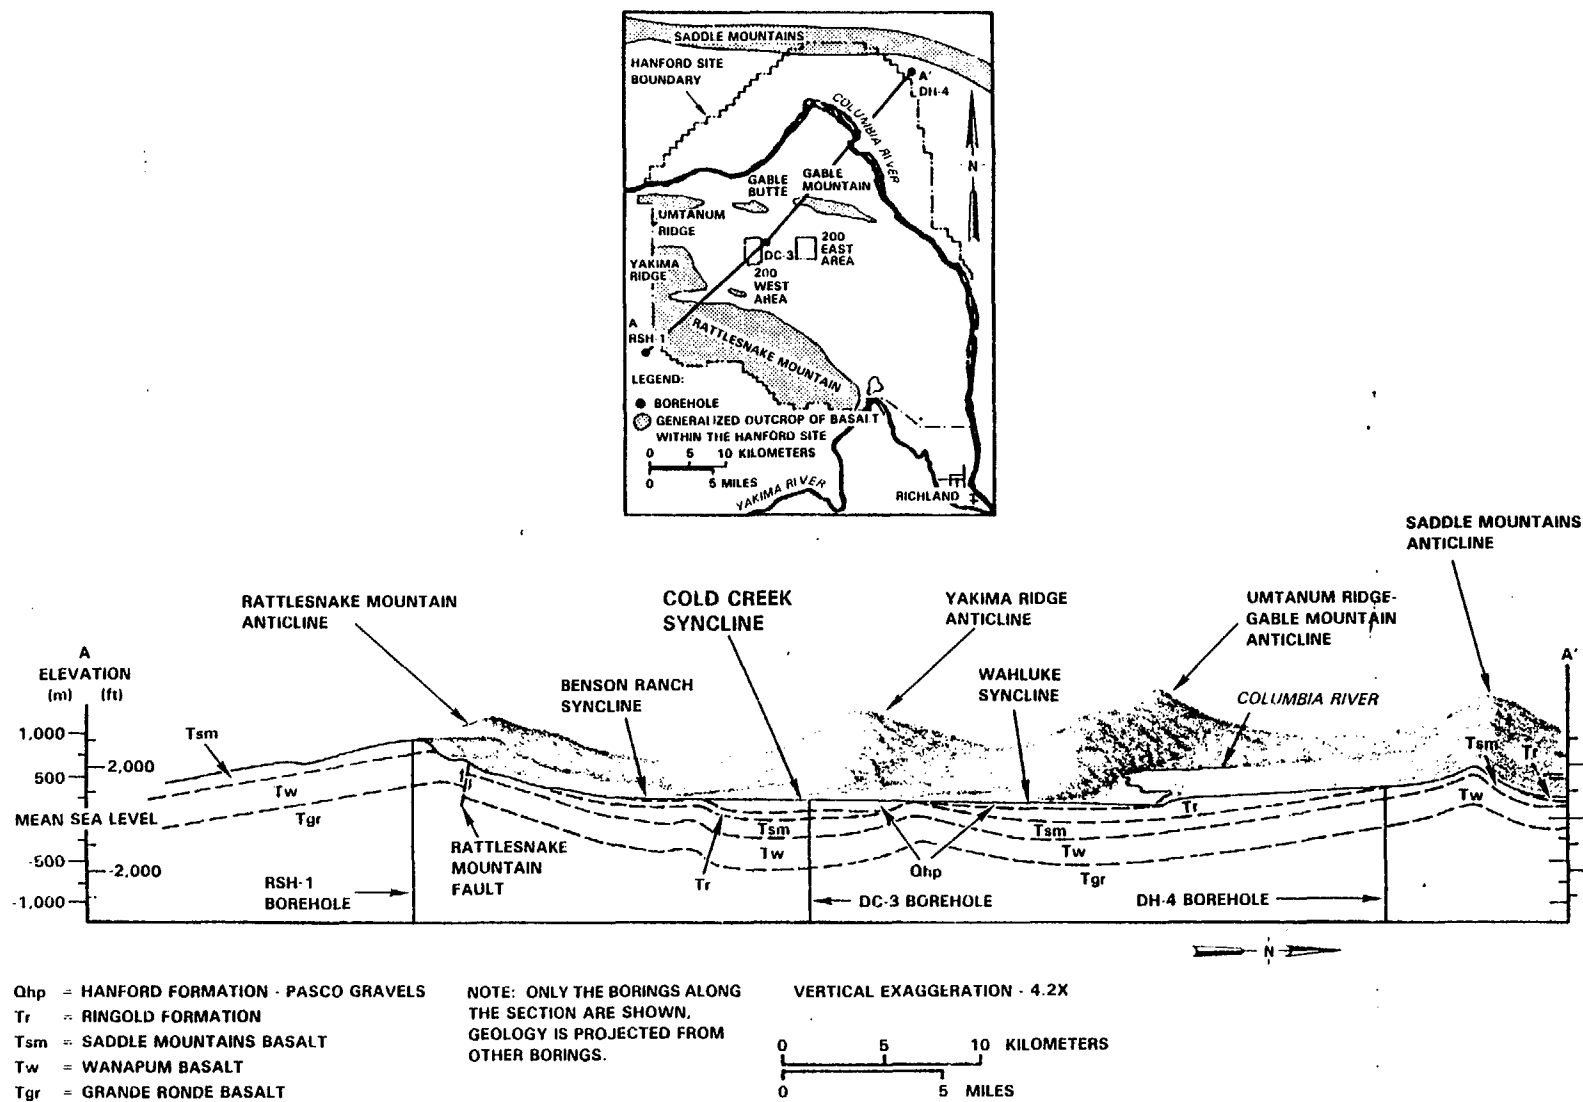 SADDLE MOUNTAINS
HANFORD SITE
BOUNDARY
A'
DH-4
COLUMBIA RIVER
N
GABLE
BUTTE
GABLE
MOUNTAIN
UMTANUM
RIDGE
200
EAST
AREA
DC-3
YAKIMA
RIDGE
200
WEST
AREA
A
RSH-1
RATTLESNAKE MOUNTAIN
LEGEND:
BOREHOLE
GENERALIZED OUTCROP OF BASALT
WITHIN THE HANFORD SITE
0 5 10 KILOMETERS
0 5 MILES
YAKIMA RIVER
RICHLAND
SADDLE MOUNTAINS
ANTICLINE
RATTLESNAKE MOUNTAIN
ANTICLINE
COLD CREEK
SYNCLINE
YAKIMA RIDGE
ANTICLINE
UMTANUM RIDGE-
GABLE MOUNTAIN
ANTICLINE
A
ELEVATION
(m) (ft)
A'
BENSON RANCH
SYNCLINE
WAHLUKE
SYNCLINE
COLUMBIA RIVER
1,000
Tsm
Tsm
Tr
2,000
500
Tw
Tw
Tr
MEAN SEA LEVEL
Tgr
Tsm
Tsm
Tw
Tw
-500
-2,000
RATTLESNAKE
MOUNTAIN
FAULT
Tr
Qhp
Tgr
-1,000
RSH-1
BOREHOLE
DC-3 BOREHOLE
DH-4 BOREHOLE
N
Qhp = HANFORD FORMATION - PASCO GRAVELS
Tr = RINGOLD FORMATION
Tsm = SADDLE MOUNTAINS BASALT
Tw = WANAPUM BASALT
Tgr = GRANDE RONDE BASALT
NOTE: ONLY THE BORINGS ALONG
THE SECTION ARE SHOWN.
GEOLOGY IS PROJECTED FROM
OTHER BORINGS.
VERTICAL EXAGGERATION - 4.2X
0 5 10 KILOMETERS
0 5 MILES